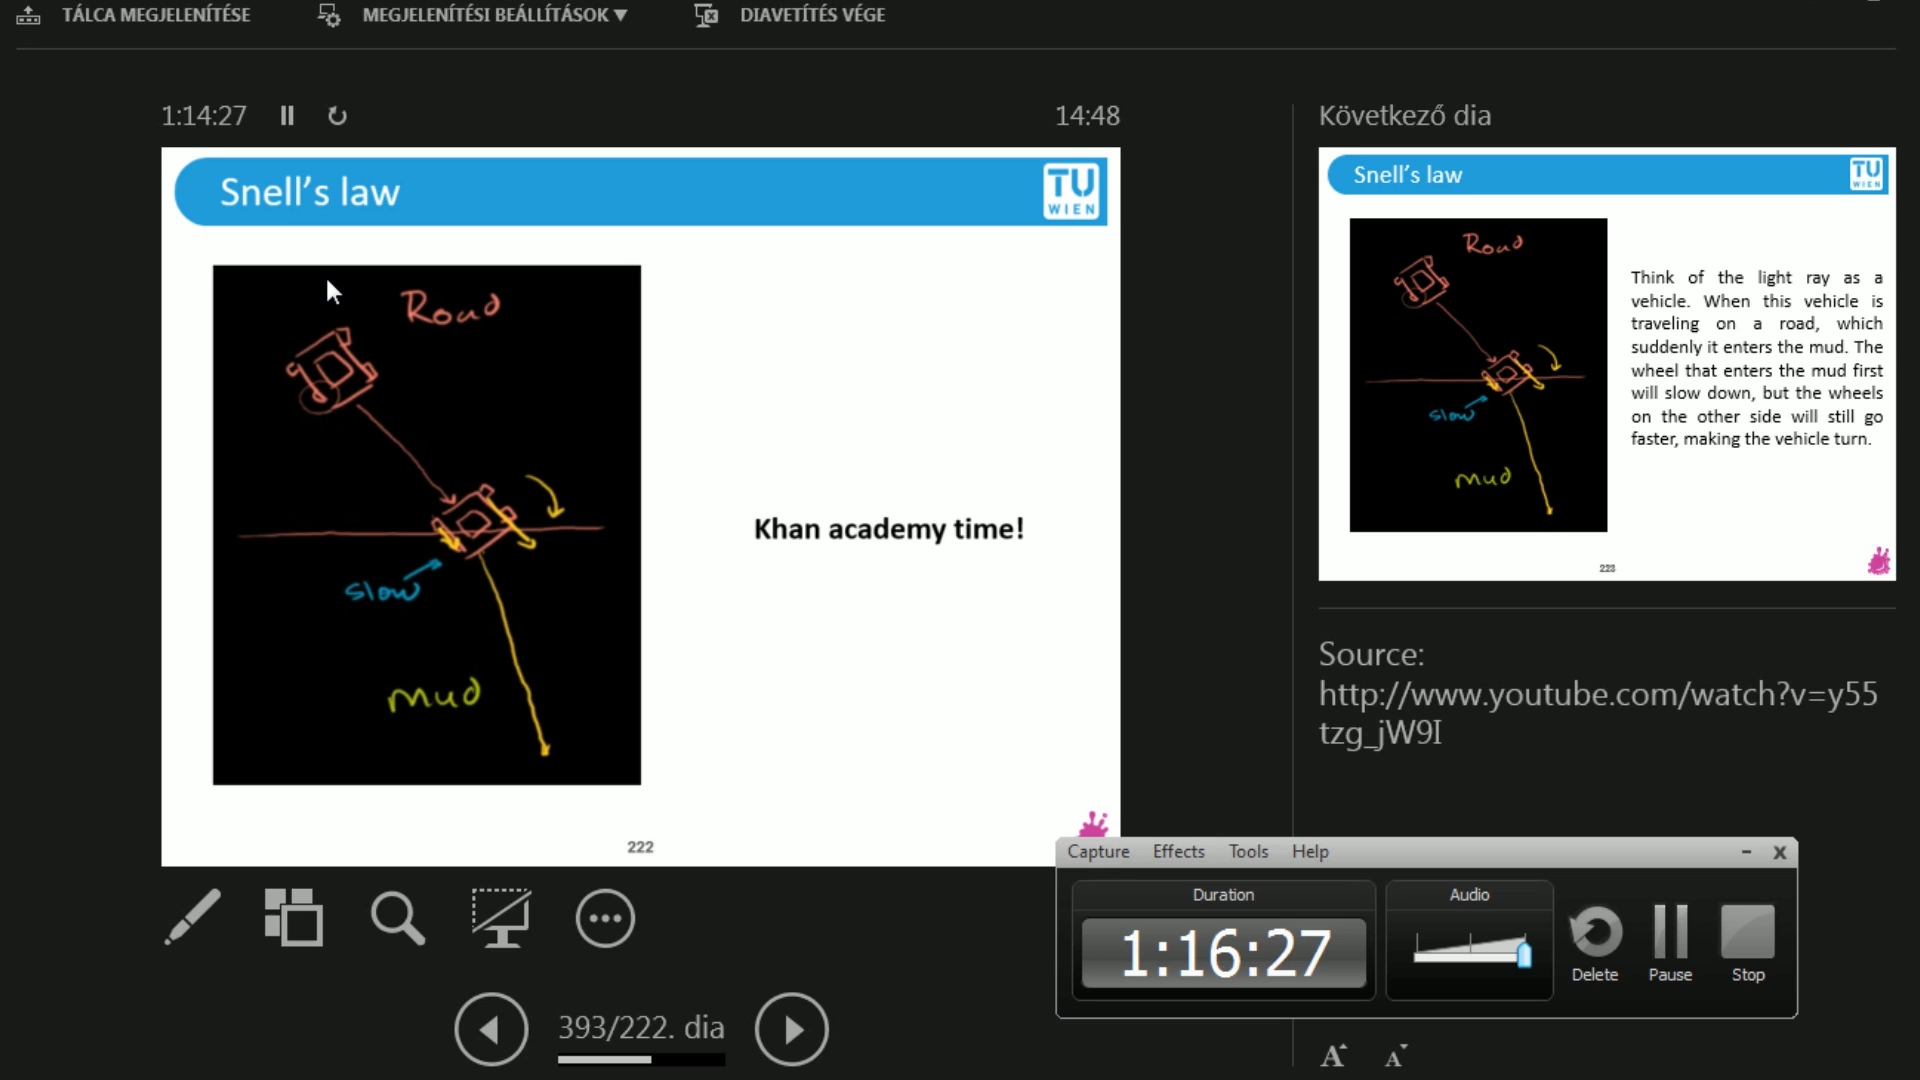 TÁLCA MEGJELENÍTÉSE
MEGJELENÍTÉSI BEÁLLÍTÁSOK ▼
DIAVETÍTÉS VÉGE
1:14:27
14:48
Snell's law
TU
WIEN
Road
slow
mud
Khan academy time!
222
393/222. dia
Következő dia
Snell's law
TU
WIEN
Road
slow
mud
Think of the light ray as a
vehicle. When this vehicle is
traveling on a road, which
suddenly it enters the mud. The
wheel that enters the mud first
will slow down, but the wheels
on the other side will still go
faster, making the vehicle turn.
223
Source:
http://www.youtube.com/watch?v=y55
tzg_jW9I
Capture Effects Tools Help
Duration
1:16:27
Audio
Delete
Pause
Stop
A A